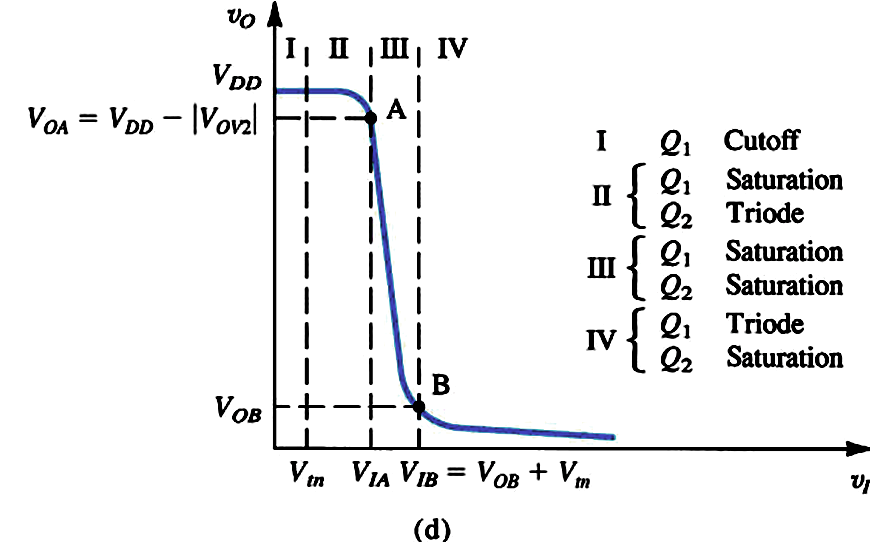 v_O
I II III IV
V_DD
V_OA = V_DD − |V_OV2|
A
I Q_1 Cutoff
II { Q_1 Saturation
Q_2 Triode
III { Q_1 Saturation
Q_2 Saturation
IV { Q_1 Triode
Q_2 Saturation
B
V_OB
V_tn V_IA V_IB = V_OB + V_tn
v_I
(d)